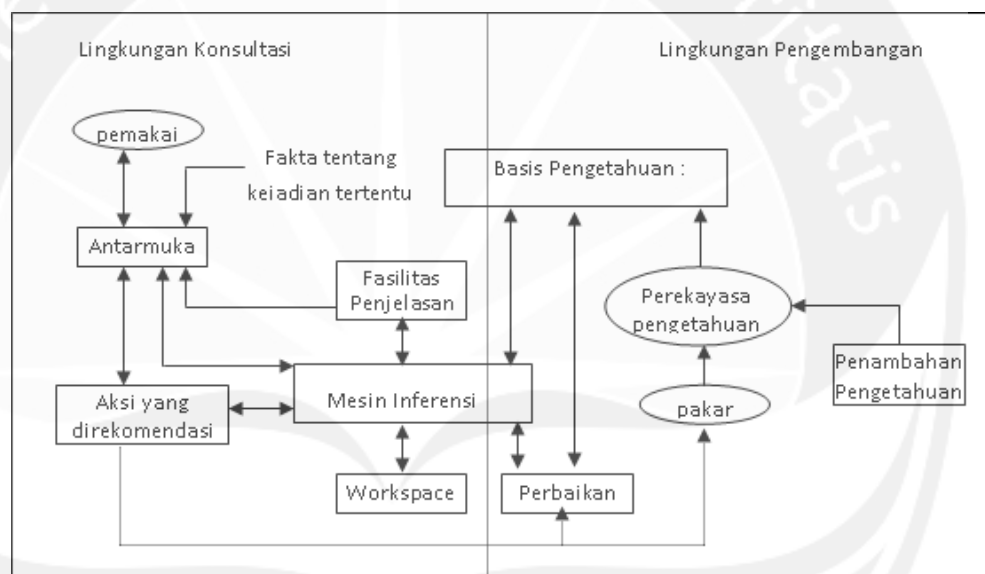 Lingkungan Konsultasi
Lingkungan Pengembangan
pemakai
Fakta tentang
keiadian tertentu
Basis Pengetahuan :
Antarmuka
Fasilitas
Penjelasan
Perekayasa
pengetahuan
Penambahan
Pengetahuan
Aksi yang
direkomendasi
Mesin Inferensi
pakar
Workspace
Perbaikan